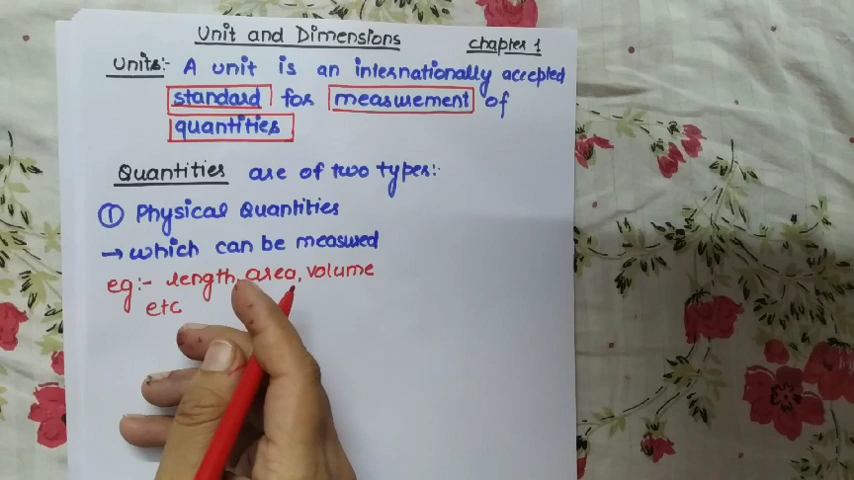 Unit and Dimensions chapter 1
Units:- A unit is an internationally accepted
standard for measurement of
quantities
Quantities are of two types:-
① Physical Quantities
→ which can be measured
eg:- length, area, volume
etc